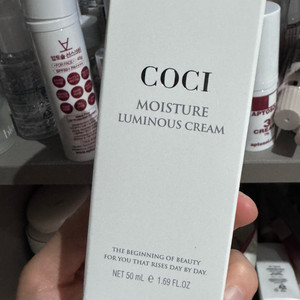 COCI
MOISTURE
LUMINOUS CREAM
THE BEGINNING OF BEAUTY
FOR YOU THAT RISES DAY BY DAY.
NET 50 mL ℮ 1.69 FL.OZ